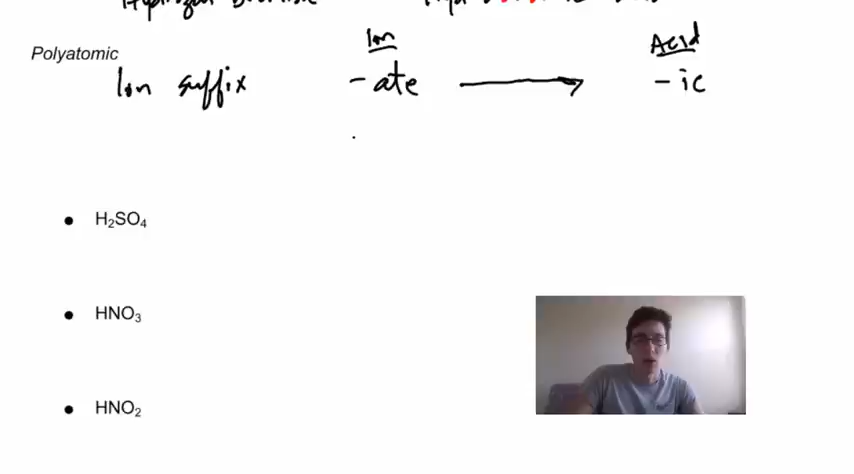 Ion
Acid
Polyatomic
Ion suffix - ate → - ic
• H₂SO₄
• HNO₃
• HNO₂